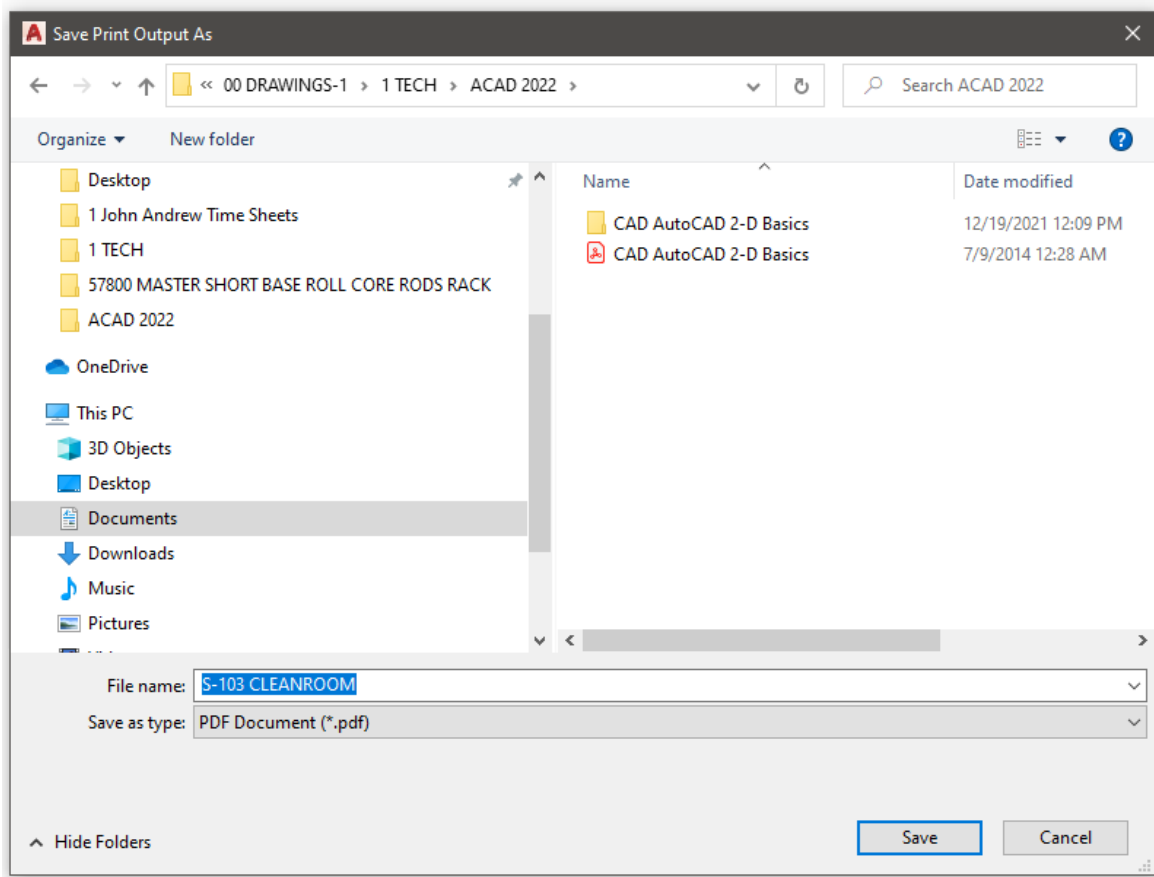 Save Print Output As
« 00 DRAWINGS-1 > 1 TECH > ACAD 2022 >
Search ACAD 2022
Organize
New folder
Desktop
1 John Andrew Time Sheets
1 TECH
57800 MASTER SHORT BASE ROLL CORE RODS RACK
ACAD 2022
OneDrive
This PC
3D Objects
Desktop
Documents
Downloads
Music
Pictures
Name Date modified
CAD AutoCAD 2-D Basics 12/19/2021 12:09 PM
CAD AutoCAD 2-D Basics 7/9/2014 12:28 AM
File name: S-103 CLEANROOM
Save as type: PDF Document (*.pdf)
Hide Folders
Save
Cancel